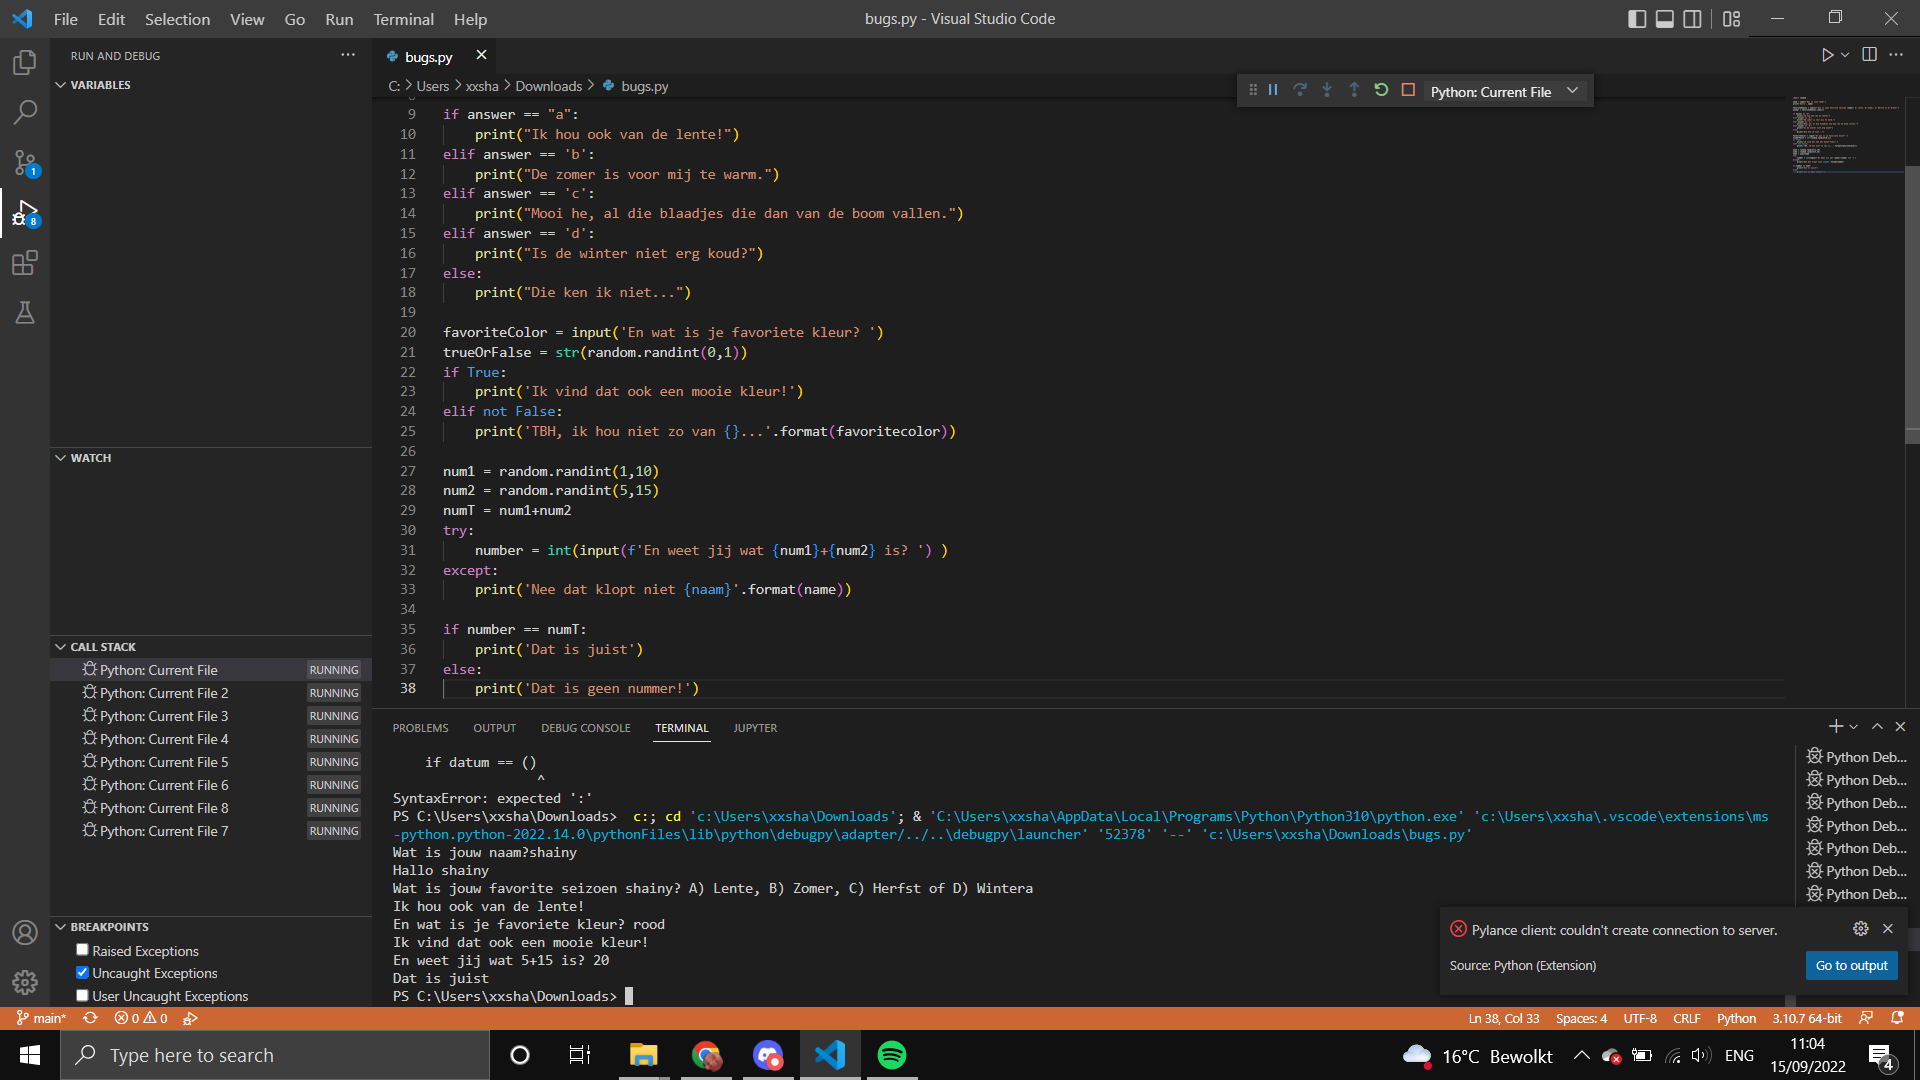 File Edit Selection View Go Run Terminal Help
bugs.py - Visual Studio Code
RUN AND DEBUG
VARIABLES
WATCH
CALL STACK
Python: Current File RUNNING
Python: Current File 2 RUNNING
Python: Current File 3 RUNNING
Python: Current File 4 RUNNING
Python: Current File 5 RUNNING
Python: Current File 6 RUNNING
Python: Current File 8 RUNNING
Python: Current File 7 RUNNING
BREAKPOINTS
Raised Exceptions
Uncaught Exceptions
User Uncaught Exceptions
1
8
bugs.py
C: > Users > xxsha > Downloads > bugs.py
Python: Current File
9 if answer == "a":
10 print("Ik hou ook van de lente!")
11 elif answer == 'b':
12 print("De zomer is voor mij te warm.")
13 elif answer == 'c':
14 print("Mooi he, al die blaadjes die dan van de boom vallen.")
15 elif answer == 'd':
16 print("Is de winter niet erg koud?")
17 else:
18 print("Die ken ik niet...")
19
20 favoriteColor = input('En wat is je favoriete kleur? ')
21 trueOrFalse = str(random.randint(0,1))
22 if True:
23 print('Ik vind dat ook een mooie kleur!')
24 elif not False:
25 print('TBH, ik hou niet zo van {}...'.format(favoritecolor))
26
27 num1 = random.randint(1,10)
28 num2 = random.randint(5,15)
29 numT = num1+num2
30 try:
31 number = int(input(f'En weet jij wat {num1}+{num2} is? ') )
32 except:
33 print('Nee dat klopt niet {naam}'.format(name))
34
35 if number == numT:
36 print('Dat is juist')
37 else:
38 print('Dat is geen nummer!')
PROBLEMS OUTPUT DEBUG CONSOLE TERMINAL JUPYTER
if datum == ()
^
SyntaxError: expected ':'
PS C:\Users\xxsha\Downloads>  c:; cd 'c:\Users\xxsha\Downloads'; & 'C:\Users\xxsha\AppData\Local\Programs\Python\Python310\python.exe' 'c:\Users\xxsha\.vscode\extensions\ms
-python.python-2022.14.0\pythonFiles\lib\python\debugpy\adapter/../..\debugpy\launcher' '52378' '--' 'c:\Users\xxsha\Downloads\bugs.py'
Wat is jouw naam?shainy
Hallo shainy
Wat is jouw favorite seizoen shainy? A) Lente, B) Zomer, C) Herfst of D) Wintera
Ik hou ook van de lente!
En wat is je favoriete kleur? rood
Ik vind dat ook een mooie kleur!
En weet jij wat 5+15 is? 20
Dat is juist
PS C:\Users\xxsha\Downloads>
Python Deb...
Python Deb...
Python Deb...
Python Deb...
Python Deb...
Python Deb...
Python Deb...
Pylance client: couldn't create connection to server.
Source: Python (Extension)
Go to output
main* 0 0
Ln 38, Col 33 Spaces: 4 UTF-8 CRLF Python 3.10.7 64-bit
Type here to search
16°C Bewolkt
ENG
11:04
15/09/2022
4